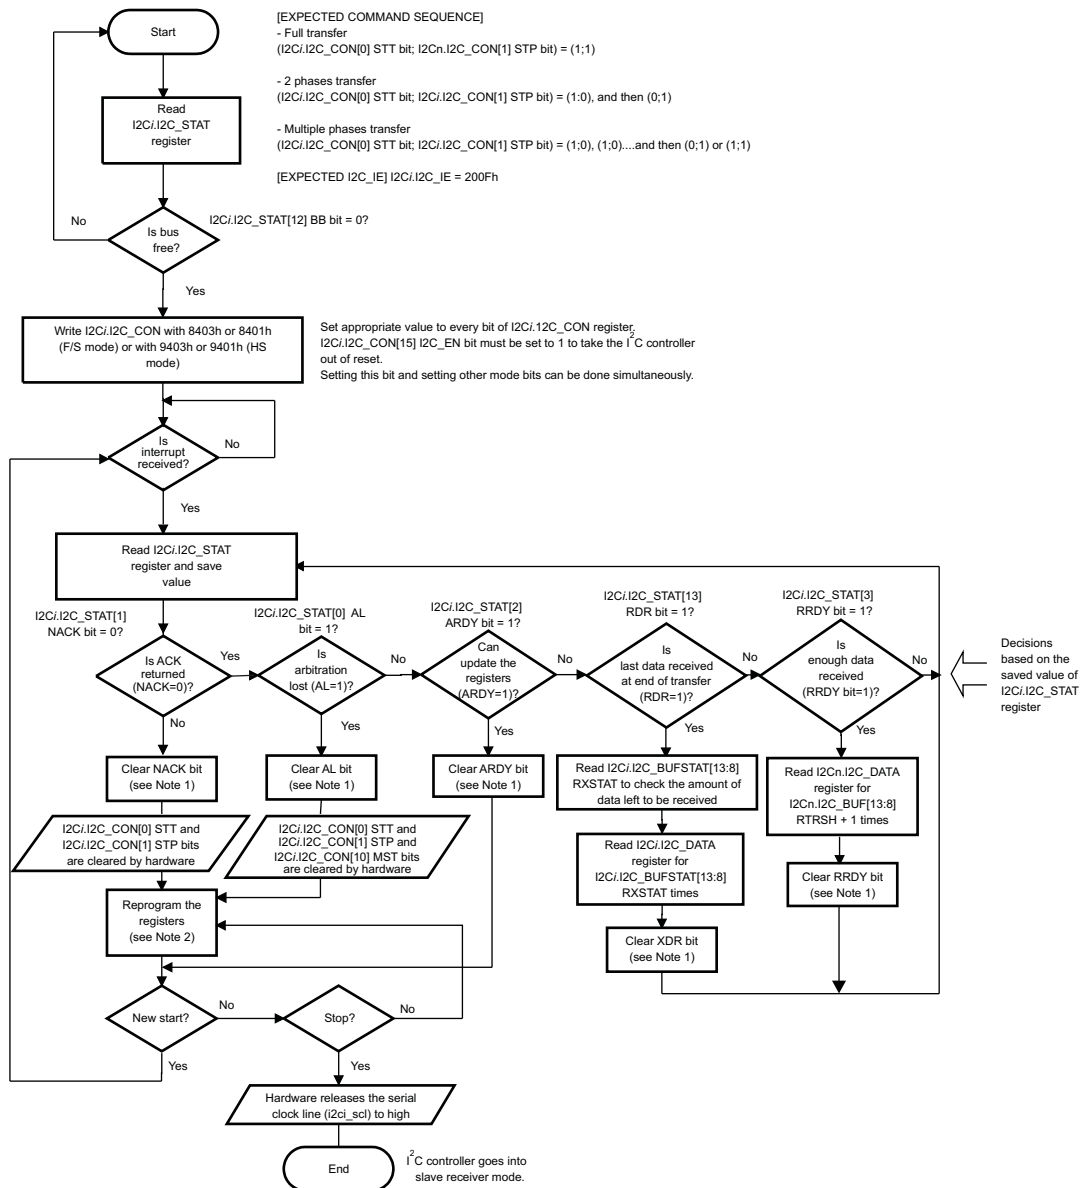 Start
[EXPECTED COMMAND SEQUENCE]
- Full transfer
(I2Ci.I2C_CON[0] STT bit; I2Cn.I2C_CON[1] STP bit) = (1;1)
- 2 phases transfer
(I2Ci.I2C_CON[0] STT bit; I2Ci.I2C_CON[1] STP bit) = (1:0), and then (0;1)
- Multiple phases transfer
(I2Ci.I2C_CON[0] STT bit; I2Ci.I2C_CON[1] STP bit) = (1;0), (1;0)....and then (0;1) or (1;1)
[EXPECTED I2C_IE] I2Ci.I2C_IE = 200Fh
Read
I2Ci.I2C_STAT
register
No
I2Ci.I2C_STAT[12] BB bit = 0?
Is bus
free?
Yes
Write I2Ci.I2C_CON with 8403h or 8401h
(F/S mode) or with 9403h or 9401h (HS
mode)
Set appropriate value to every bit of I2Ci.12C_CON register.
I2Ci.I2C_CON[15] I2C_EN bit must be set to 1 to take the I2C controller
out of reset.
Setting this bit and setting other mode bits can be done simultaneously.
Is
interrupt
received?
No
Yes
Read I2Ci.I2C_STAT
register and save
value
I2Ci.I2C_STAT[1]
NACK bit = 0?
I2Ci.I2C_STAT[0] AL
bit = 1?
I2Ci.I2C_STAT[2]
ARDY bit = 1?
I2Ci.I2C_STAT[13]
RDR bit = 1?
I2Ci.I2C_STAT[3]
RRDY bit = 1?
Is ACK
returned
(NACK=0)?
Yes
No
Is
arbitration
lost (AL=1)?
No
Yes
Can
update the
registers
(ARDY=1)?
No
Yes
Is
last data received
at end of transfer
(RDR=1)?
No
Yes
Is
enough data
received
(RRDY bit=1)?
No
Yes
Decisions
based on the
saved value of
I2Ci.I2C_STAT
register
Clear NACK bit
(see Note 1)
Clear AL bit
(see Note 1)
Clear ARDY bit
(see Note 1)
Read I2Ci.I2C_BUFSTAT[13:8]
RXSTAT to check the amount of
data left to be received
Read I2Cn.I2C_DATA
register for
I2Cn.I2C_BUF[13:8]
RTRSH + 1 times
I2Ci.I2C_CON[0] STT and
I2Ci.I2C_CON[1] STP bits
are cleared by hardware
I2Ci.I2C_CON[0] STT and
I2Ci.I2C_CON[1] STP and
I2Ci.I2C_CON[10] MST bits
are cleared by hardware
Read I2Ci.I2C_DATA
register for
I2Ci.I2C_BUFSTAT[13:8]
RXSTAT times
Clear RRDY bit
(see Note 1)
Reprogram the
registers
(see Note 2)
Clear XDR bit
(see Note 1)
New start?
No
Yes
Stop?
No
Yes
Hardware releases the serial
clock line (i2ci_scl) to high
End
I2C controller goes into
slave receiver mode.